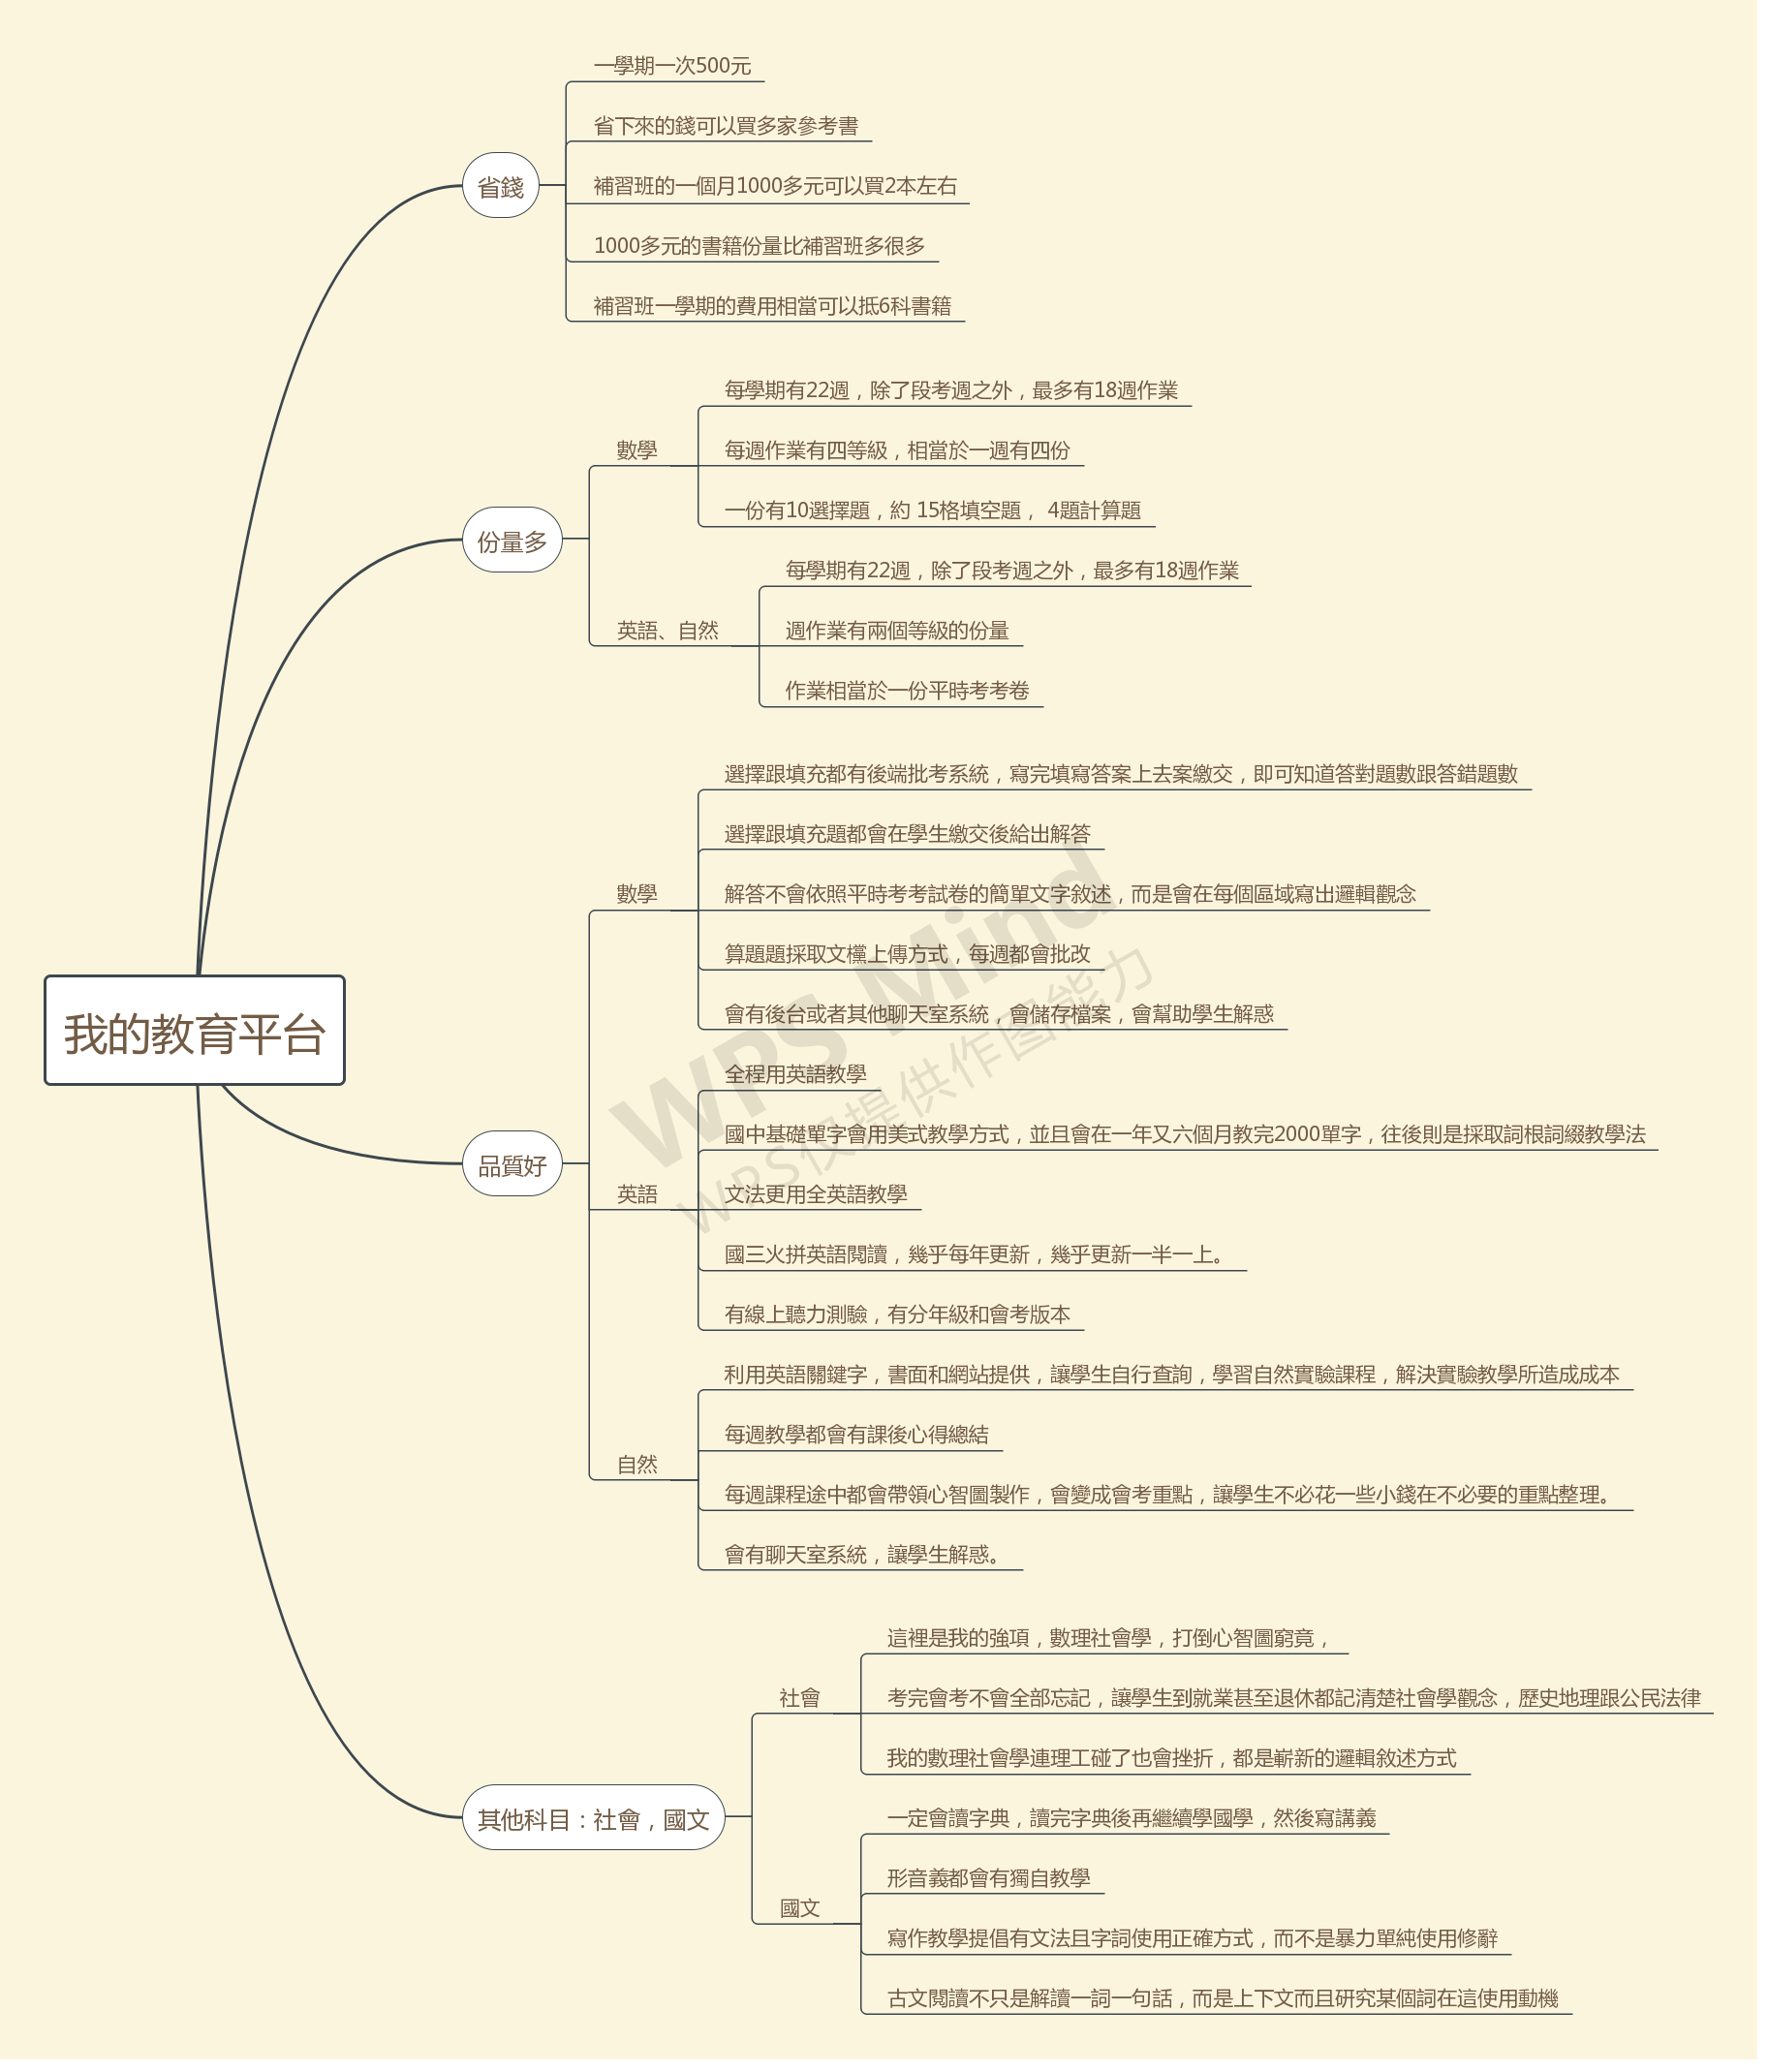 一學期一次500元
省下來的錢可以買多家參考書
省錢
補習班的一個月1000多元可以買2本左右
1000多元的書籍份量比補習班多很多
補習班一學期的費用相當可以抵6科書籍
每學期有22週，除了段考週之外，最多有18週作業
數學
每週作業有四等級，相當於一週有四份
一份有10選擇題，約 15格填空題， 4題計算題
份量多
每學期有22週，除了段考週之外，最多有18週作業
英語、自然
週作業有兩個等級的份量
作業相當於一份平時考考卷
選擇跟填充都有後端批考系統，寫完填寫答案上去案繳交，即可知道答對題數跟答錯題數
選擇跟填充題都會在學生繳交後給出解答
數學
解答不會依照平時考考試卷的簡單文字敘述，而是會在每個區域寫出邏輯觀念
算題題採取文欓上傳方式，每週都會批改
會有後台或者其他聊天室系統，會儲存檔案，會幫助學生解惑
我的教育平台
全程用英語教學
國中基礎單字會用美式教學方式，並且會在一年又六個月教完2000單字，往後則是採取詞根詞綴教學法
品質好
英語
文法更用全英語教學
國三火拼英語閱讀，幾乎每年更新，幾乎更新一半一上。
有線上聽力測驗，有分年級和會考版本
利用英語關鍵字，書面和網站提供，讓學生自行查詢，學習自然實驗課程，解決實驗教學所造成成本
每週教學都會有課後心得總結
自然
每週課程途中都會帶領心智圖製作，會變成會考重點，讓學生不必花一些小錢在不必要的重點整理。
會有聊天室系統，讓學生解惑。
這裡是我的強項，數理社會學，打倒心智圖窮竟，
社會
考完會考不會全部忘記，讓學生到就業甚至退休都記清楚社會學觀念，歷史地理跟公民法律
我的數理社會學連理工碰了也會挫折，都是嶄新的邏輯敘述方式
其他科目：社會，國文
一定會讀字典，讀完字典後再繼續學國學，然後寫講義
形音義都會有獨自教學
國文
寫作教學提倡有文法且字詞使用正確方式，而不是暴力單純使用修辭
古文閱讀不只是解讀一詞一句話，而是上下文而且研究某個詞在這使用動機
WPS Mind
WPS仅提供作图能力